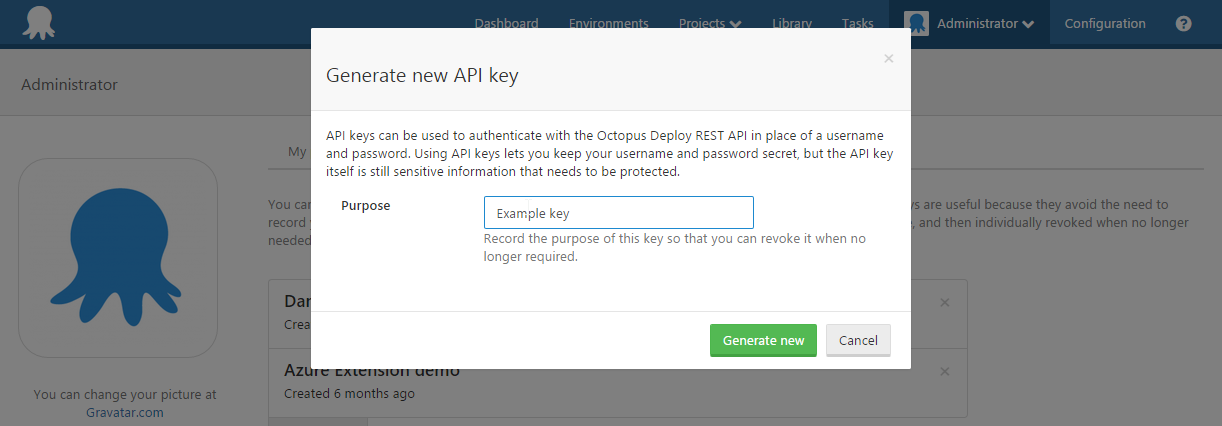 Dashboard Environments Projects Library Tasks Administrator Configuration ?
Generate new API key
×
Administrator
API keys can be used to authenticate with the Octopus Deploy REST API in place of a username
and password. Using API keys lets you keep your username and password secret, but the API key
itself is still sensitive information that needs to be protected.
My
Purpose
Example key
You can
ys are useful because they avoid the need to
record
, and then individually revoked when no longer
needed
Record the purpose of this key so that you can revoke it when no
longer required.
Dar
×
Crea
Generate new
Cancel
Azure Extension demo
×
Created 6 months ago
You can change your picture at
Gravatar.com